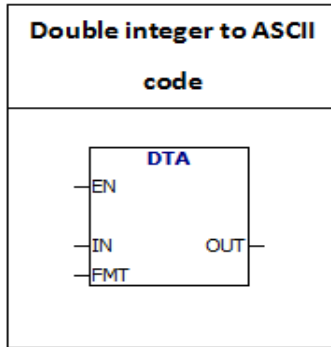 Double integer to ASCII
code
DTA
EN
IN OUT
FMT